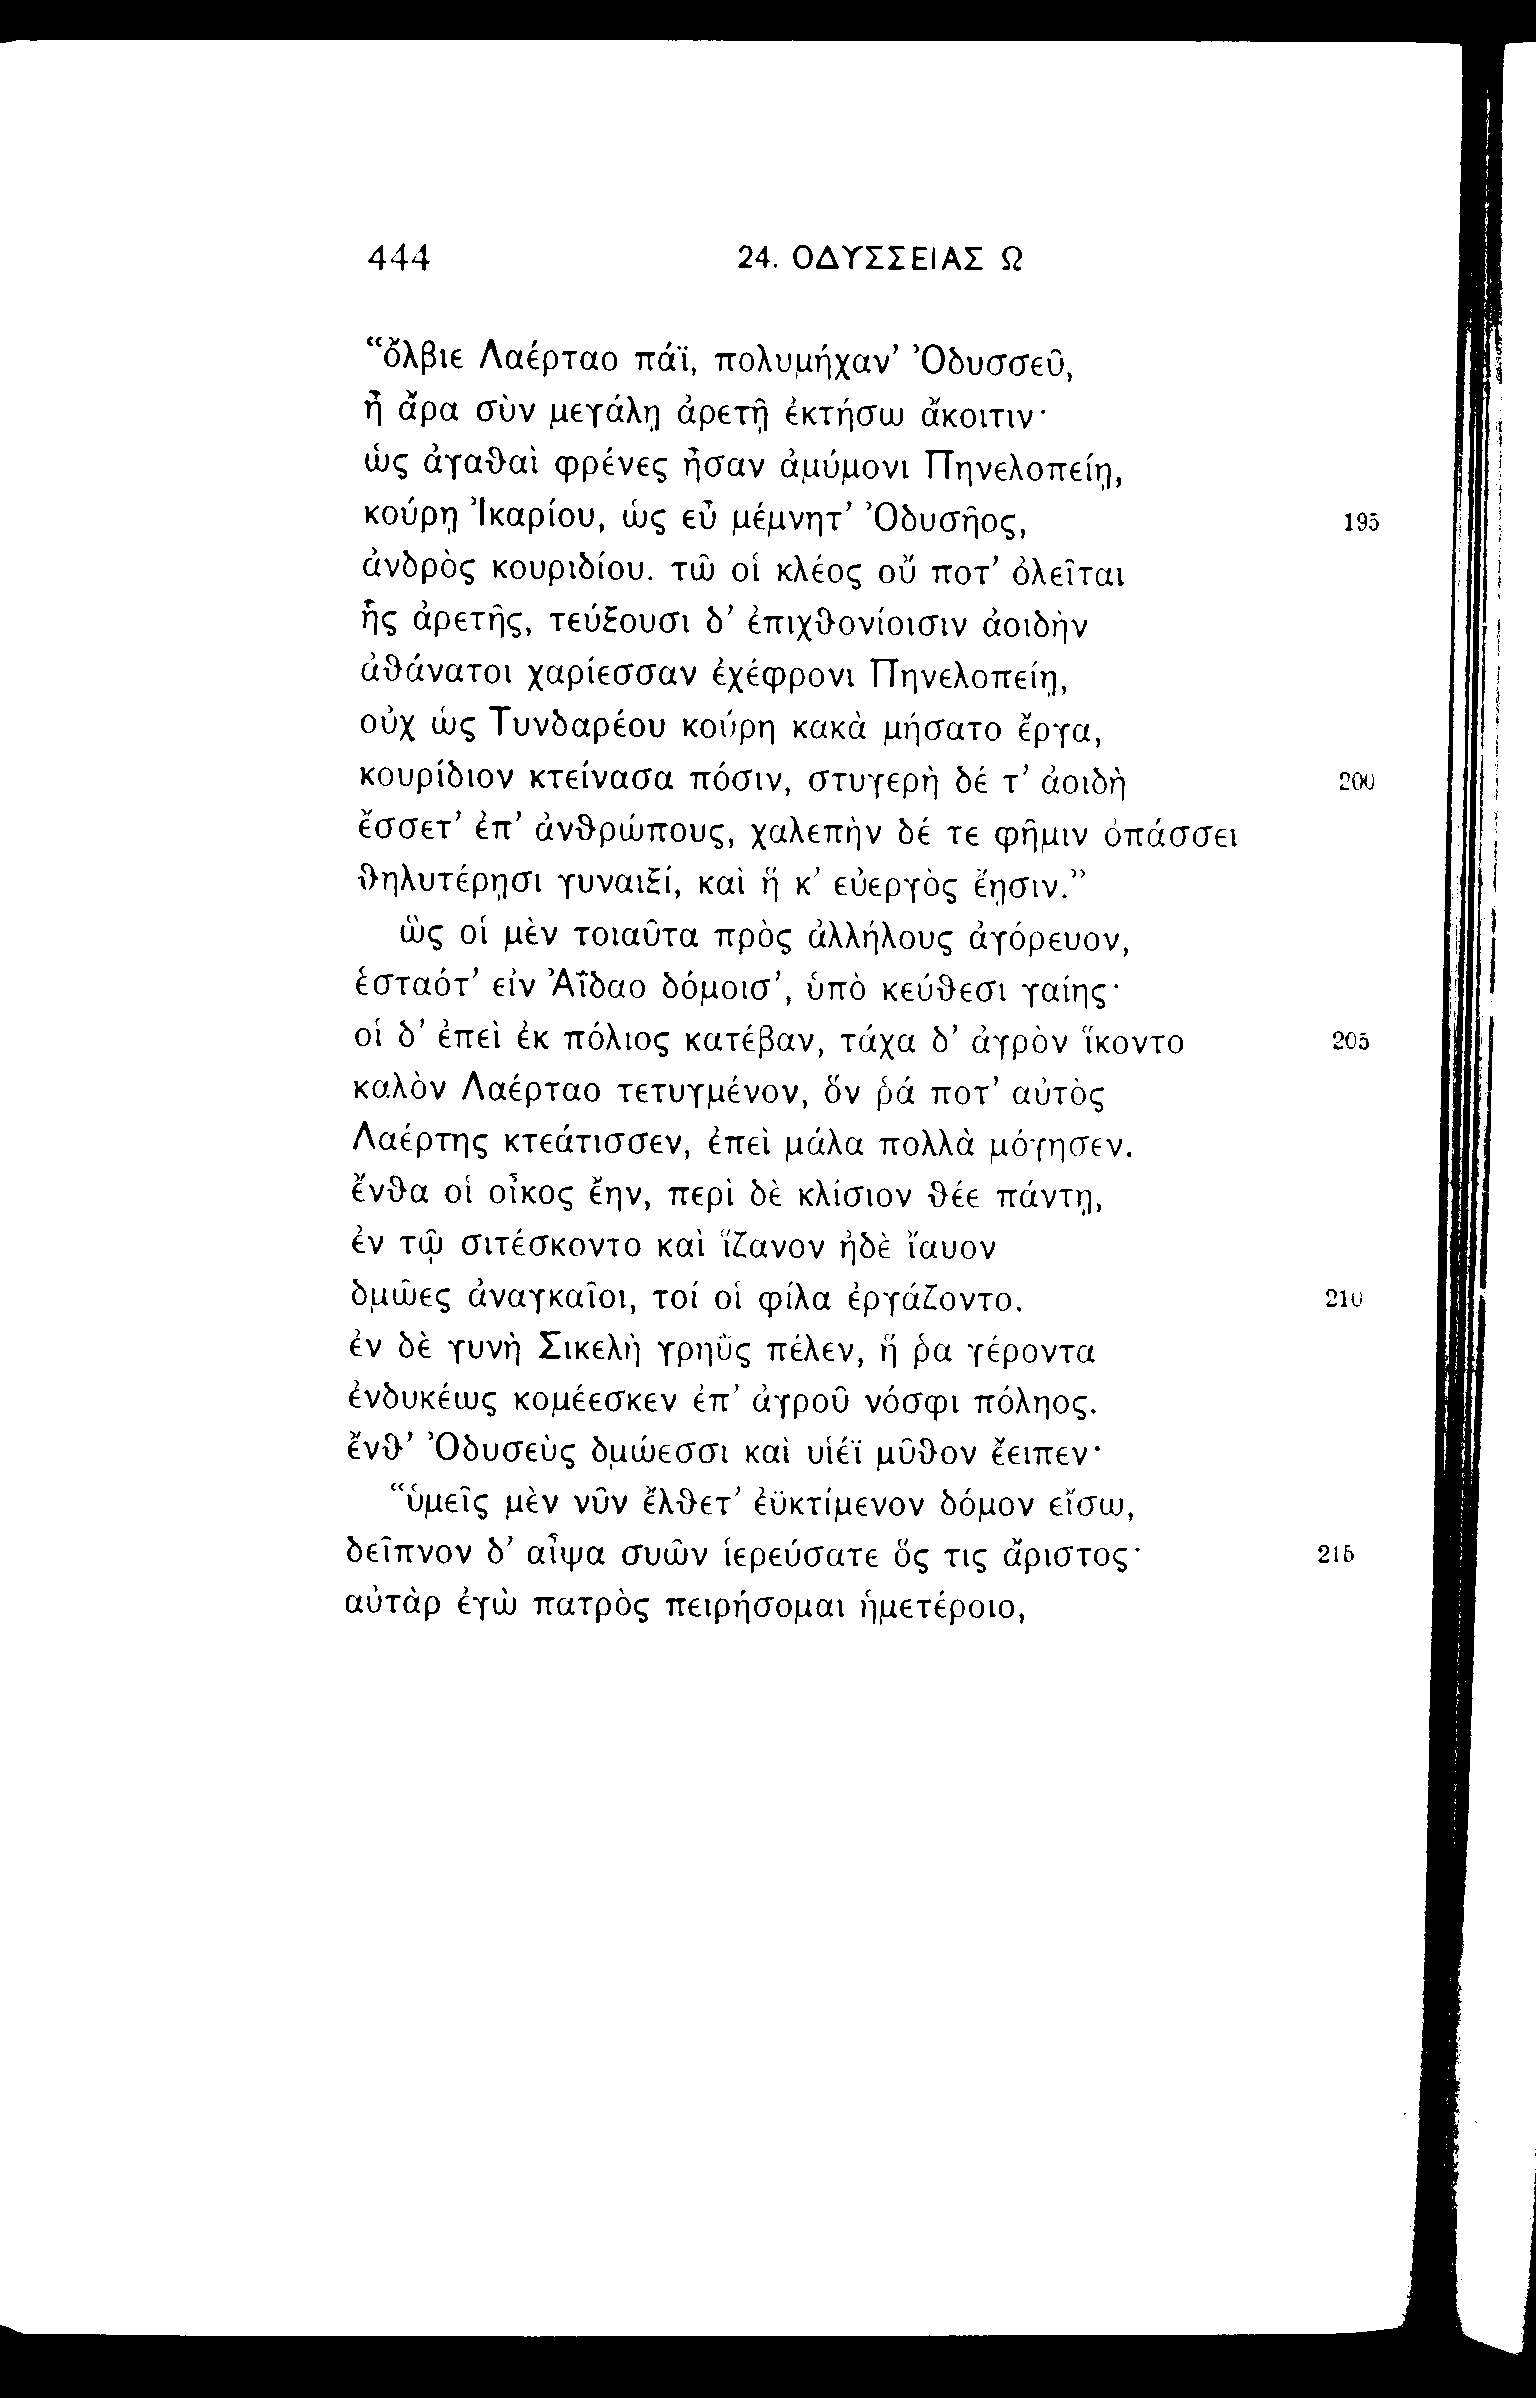 444 24. ΟΔΥΣΣΕΙΑΣ Ω
“ὄλβιε Λαέρταο πάϊ, πολυμήχαν’ Ὀδυσσεῦ,
ἦ ἄρα σὺν μεγάλῃ ἀρετῇ ἐκτήσω ἄκοιτιν·
ὡς ἀγαθαὶ φρένες ἦσαν ἀμύμονι Πηνελοπείῃ,
κούρῃ Ἰκαρίου, ὡς εὖ μέμνητ’ Ὀδυσῆος, 195
ἀνδρὸς κουριδίου. τῶ οἱ κλέος οὔ ποτ’ ὀλεῖται
ἧς ἀρετῆς, τεύξουσι δ’ ἐπιχθονίοισιν ἀοιδὴν
ἀθάνατοι χαρίεσσαν ἐχέφρονι Πηνελοπείῃ,
οὐχ ὡς Τυνδαρέου κούρη κακὰ μήσατο ἔργα,
κουρίδιον κτείνασα πόσιν, στυγερὴ δέ τ’ ἀοιδὴ 200
ἔσσετ’ ἐπ’ ἀνθρώπους, χαλεπὴν δέ τε φῆμιν ὀπάσσει
θηλυτέρῃσι γυναιξί, καὶ ἥ κ’ εὐεργὸς ἔῃσιν.”
ὣς οἱ μὲν τοιαῦτα πρὸς ἀλλήλους ἀγόρευον,
ἑσταότ’ εἰν Ἀΐδαο δόμοισ’, ὑπὸ κεύθεσι γαίης·
οἱ δ’ ἐπεὶ ἐκ πόλιος κατέβαν, τάχα δ’ ἀγρὸν ἵκοντο 205
καλὸν Λαέρταο τετυγμένον, ὅν ῥά ποτ’ αὐτὸς
Λαέρτης κτεάτισσεν, ἐπεὶ μάλα πολλὰ μόγησεν.
ἔνθα οἱ οἶκος ἔην, περὶ δὲ κλίσιον θέε πάντῃ,
ἐν τῷ σιτέσκοντο καὶ ἵζανον ἠδὲ ἴαυον
δμῶες ἀναγκαῖοι, τοί οἱ φίλα ἐργάζοντο. 210
ἐν δὲ γυνὴ Σικελὴ γρηῢς πέλεν, ἥ ῥα γέροντα
ἐνδυκέως κομέεσκεν ἐπ’ ἀγροῦ νόσφι πόληος.
ἔνθ’ Ὀδυσεὺς δμώεσσι καὶ υἱέϊ μῦθον ἔειπεν·
“ὑμεῖς μὲν νῦν ἔλθετ’ ἐϋκτίμενον δόμον εἴσω,
δεῖπνον δ’ αἶψα συῶν ἱερεύσατε ὅς τις ἄριστος· 215
αὐτὰρ ἐγὼ πατρὸς πειρήσομαι ἡμετέροιο,